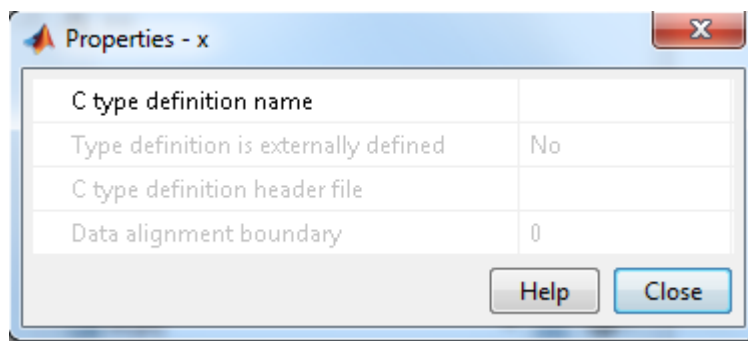 Properties - x
C type definition name
Type definition is externally defined No
C type definition header file
Data alignment boundary 0
Help Close